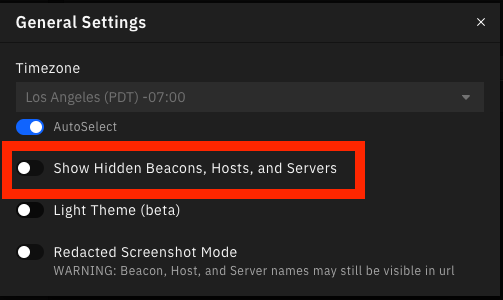 General Settings
Timezone
Los Angeles (PDT) -07:00
AutoSelect
Show Hidden Beacons, Hosts, and Servers
Light Theme (beta)
Redacted Screenshot Mode
WARNING: Beacon, Host, and Server names may still be visible in url